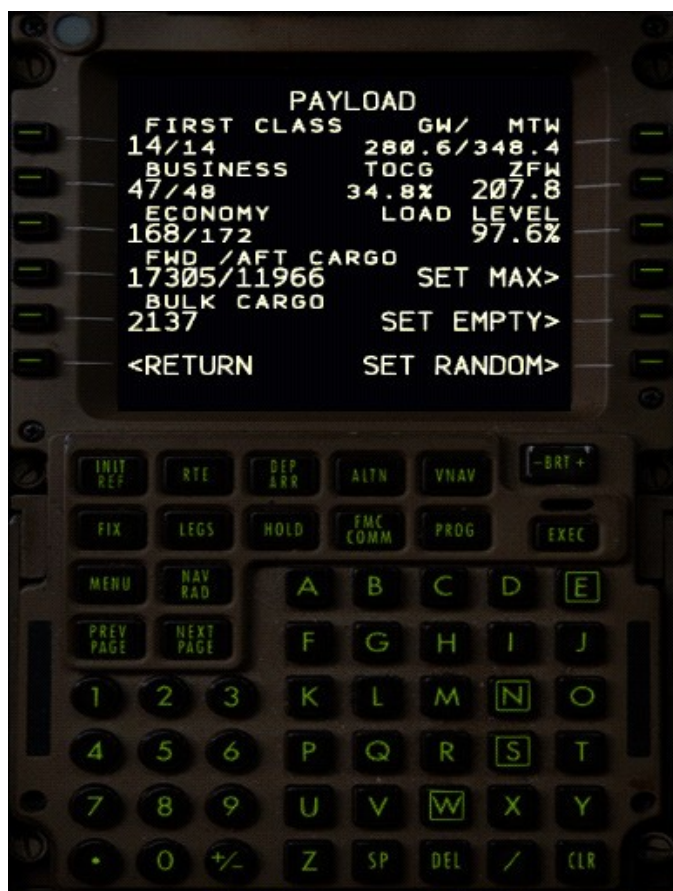 PAYLOAD
FIRST CLASS GW/ MTW
14/14 280.6/348.4
BUSINESS TOCG ZFW
47/48 34.8% 207.8
ECONOMY LOAD LEVEL
168/172 97.6%
FWD /AFT CARGO
17305/11966 SET MAX>
BULK CARGO
2137 SET EMPTY>
<RETURN SET RANDOM>
INIT REF RTE DEP ARR ALTN VNAV -BRT+
FIX LEGS HOLD FMC COMM PROG EXEC
MENU NAV RAD A B C D E
PREV PAGE NEXT PAGE F G H I J
1 2 3 K L M N O
4 5 6 P Q R S T
7 8 9 U V W X Y
. 0 +/- Z SP DEL / CLR